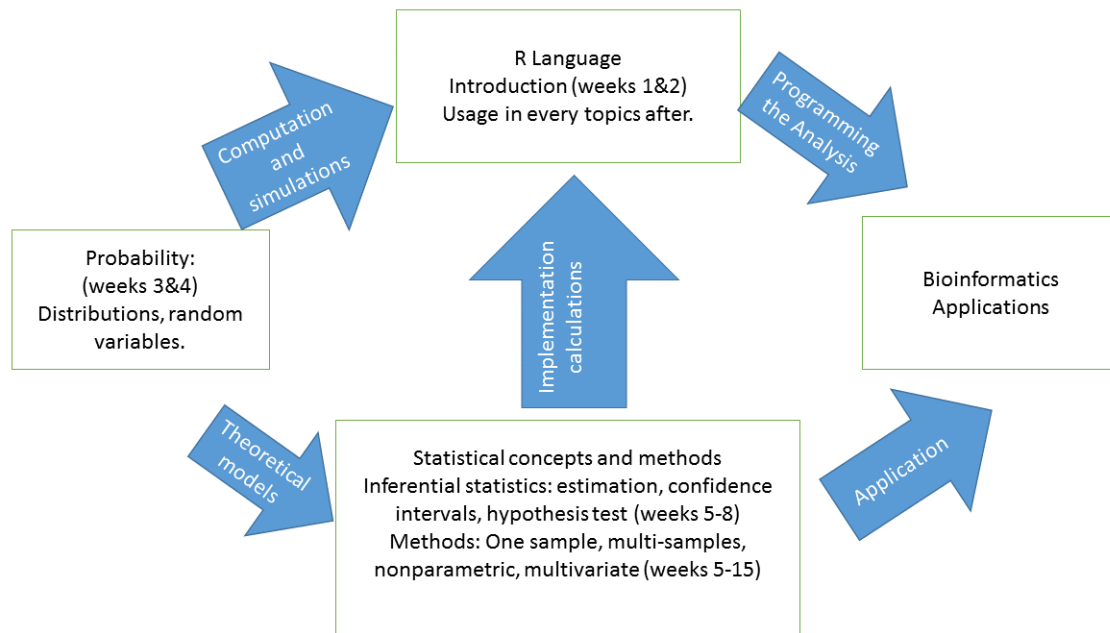 R Language
Introduction (weeks 1&2)
Usage in every topics after.
Computation
and
simulations
Programming
the Analysis
Probability:
(weeks 3&4)
Distributions, random
variables.
Implementation
calculations
Bioinformatics
Applications
Theoretical
models
Statistical concepts and methods
Inferential statistics: estimation, confidence
intervals, hypothesis test (weeks 5-8)
Methods: One sample, multi-samples,
nonparametric, multivariate (weeks 5-15)
Application